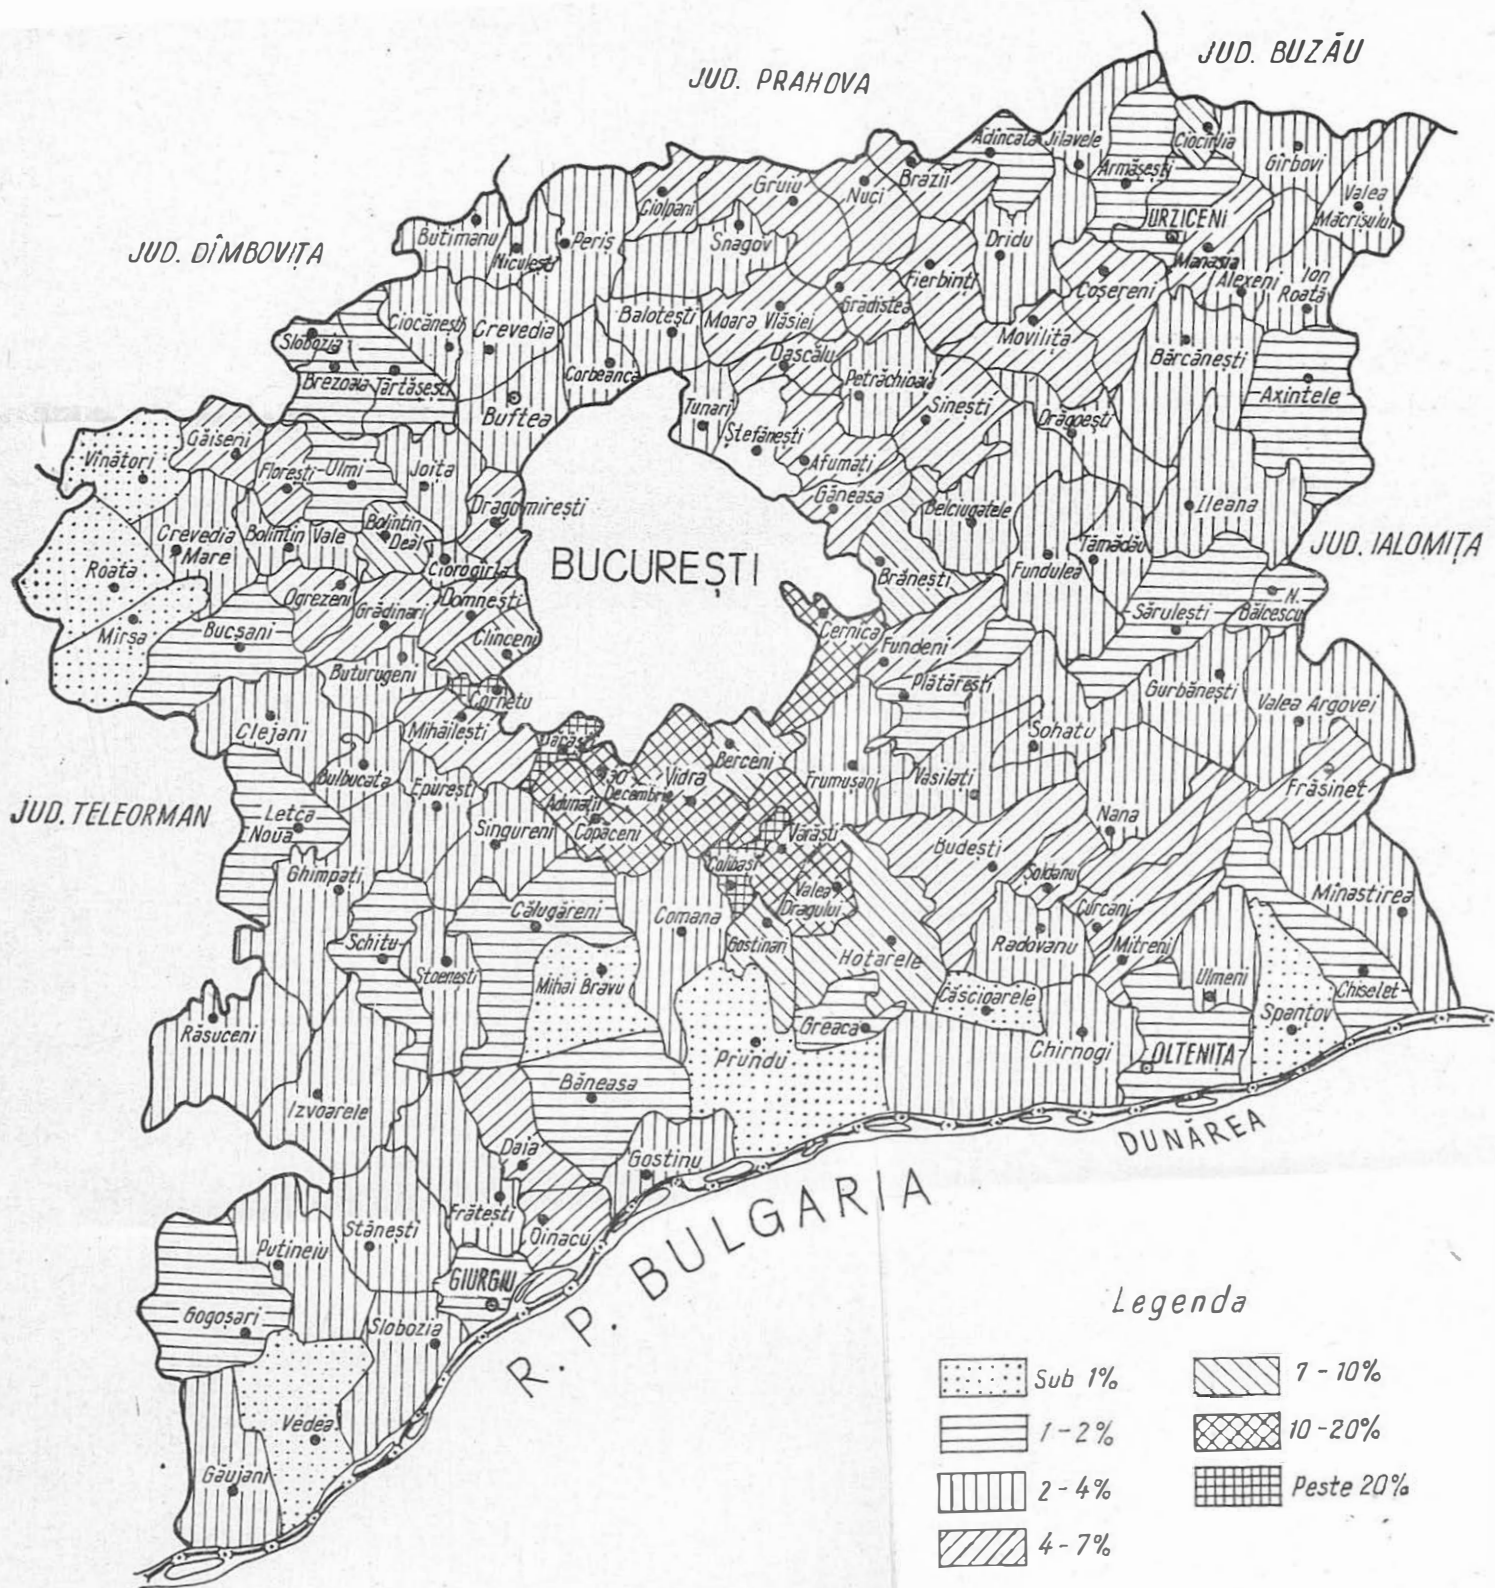 JUD. BUZĂU
JUD. PRAHOVA
JUD. DÎMBOVIȚA
Adîncata
Jilavele
Ciocîrlia
Gîrbovi
Armășești
Valea
Măcrișului
Brazii
Nuci
Gruiu
Ciolpani
URZICENI
Manasia
Butimanu
Niculești
Periș
Snagov
Dridu
Fierbinți
Coșereni
Alexeni
Ion
Roată
Grădiștea
Ciocănești
Crevedia
Balotești
Moara Vlăsiei
Movilița
Bărcănești
Slobozia
Brezoaia
Tărtășești
Corbeanca
Dascălu
Petrăchioaia
Axintele
Buftea
Tunari
Ștefănești
Sinești
Drăgoești
Vînători
Găiseni
Florești
Ulmi
Joița
Afumați
Găneasa
Ileana
Dragomirești
Belciugatele
Crevedia
Mare
Bolintin Vale
Bolintin
Deal
Ciorogîrla
BUCUREȘTI
Brănești
Fundulea
Tămădău
JUD. IALOMIȚA
Roata
Ogrezeni
Grădinari
Domnești
Mîrșa
Bucșani
Clinceni
Cernica
Fundeni
Sărulești
N.
Bălcescu
Buturugeni
Cornetu
Plătărești
Gurbănești
Valea Argovei
Clejani
Mihăilești
Dărăști
Berceni
Sohatu
Bulbucata
Epurești
30
Decembrie
Vidra
Frumușani
Vasilați
Frăsinet
JUD. TELEORMAN
Letca
Nouă
Singureni
Adunații
Copăceni
Vărăști
Nana
Ghimpați
Colibași
Budești
Valea
Dragului
Șoldanu
Mînăstirea
Călugăreni
Comana
Curcani
Schitu
Gostinari
Hotarele
Radovanu
Mitreni
Stoenești
Mihai Bravu
Ulmeni
Chiselet
Căscioarele
Spanțov
Răsuceni
Greaca
Prundu
Chirnogi
OLTENIȚA
Izvoarele
Băneasa
Daia
Gostinu
DUNĂREA
Frătești
Oinacu
Stănești
Putineiu
R. P. BULGARIA
GIURGIU
Gogoșari
Slobozia
Vedea
Găujani
Legenda
Sub 1%
1 - 2%
2 - 4%
4 - 7%
7 - 10%
10 - 20%
Peste 20%